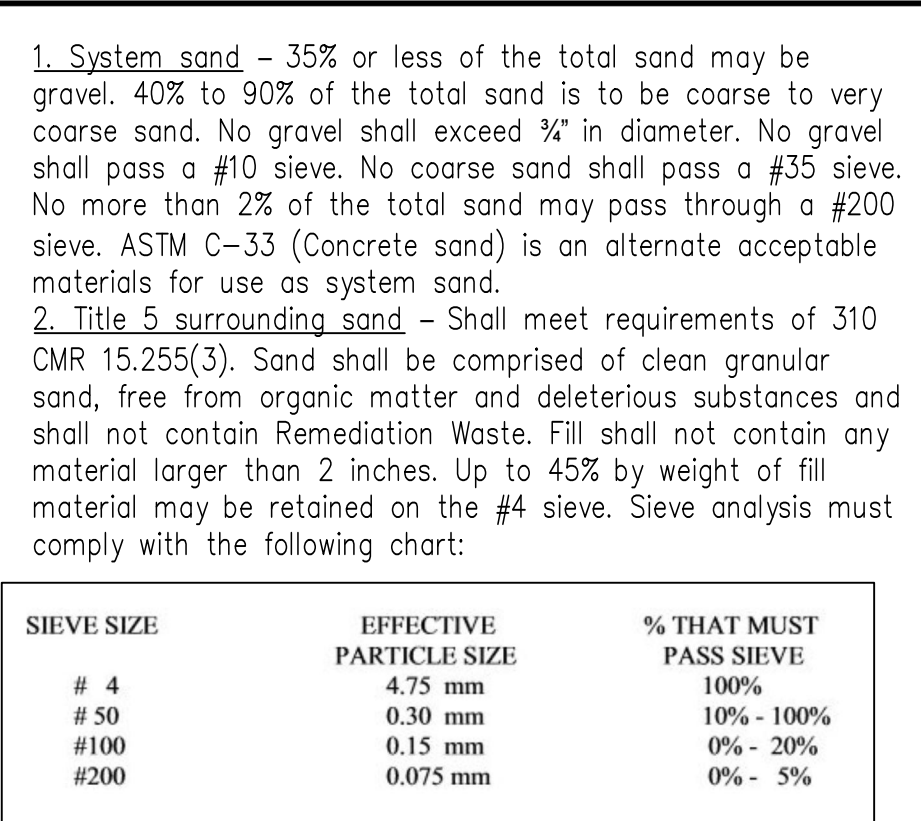 1. System sand – 35% or less of the total sand may be
gravel. 40% to 90% of the total sand is to be coarse to very
coarse sand. No gravel shall exceed ¾" in diameter. No gravel
shall pass a #10 sieve. No coarse sand shall pass a #35 sieve.
No more than 2% of the total sand may pass through a #200
sieve. ASTM C–33 (Concrete sand) is an alternate acceptable
materials for use as system sand.
2. Title 5 surrounding sand – Shall meet requirements of 310
CMR 15.255(3). Sand shall be comprised of clean granular
sand, free from organic matter and deleterious substances and
shall not contain Remediation Waste. Fill shall not contain any
material larger than 2 inches. Up to 45% by weight of fill
material may be retained on the #4 sieve. Sieve analysis must
comply with the following chart:
SIEVE SIZE EFFECTIVE % THAT MUST
PARTICLE SIZE PASS SIEVE
# 4 4.75 mm 100%
# 50 0.30 mm 10% - 100%
#100 0.15 mm 0% - 20%
#200 0.075 mm 0% - 5%